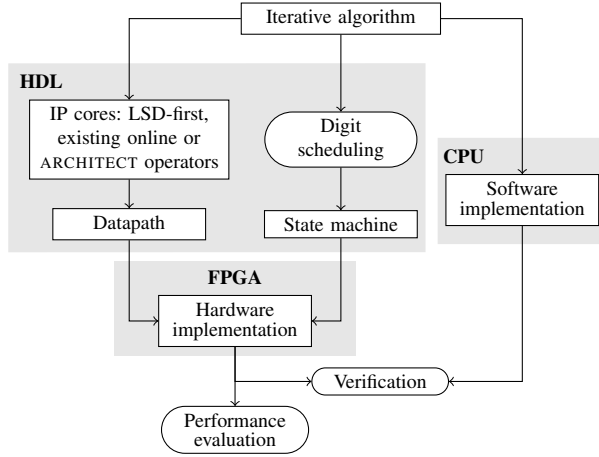 Iterative algorithm
HDL
IP cores: LSD-first,
existing online or
ARCHITECT operators
Digit
scheduling
CPU
Software
implementation
Datapath
State machine
FPGA
Hardware
implementation
Verification
Performance
evaluation